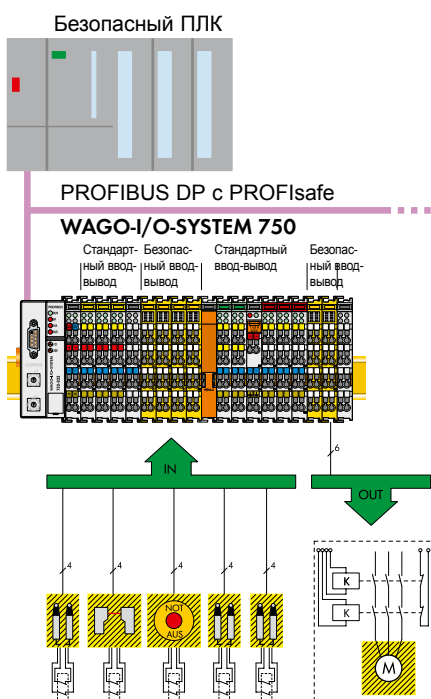 Безопасный ПЛК
PROFIBUS DP с PROFIsafe
WAGO-I/O-SYSTEM 750
Стандарт-
ный ввод-
вывод
Безопас-
ный ввод-
вывод
Стандартный
ввод-вывод
Безопас-
ный ввод-
вывод
IN
6
OUT
4
4
4
4
4
NOT
AUS
K
K
M